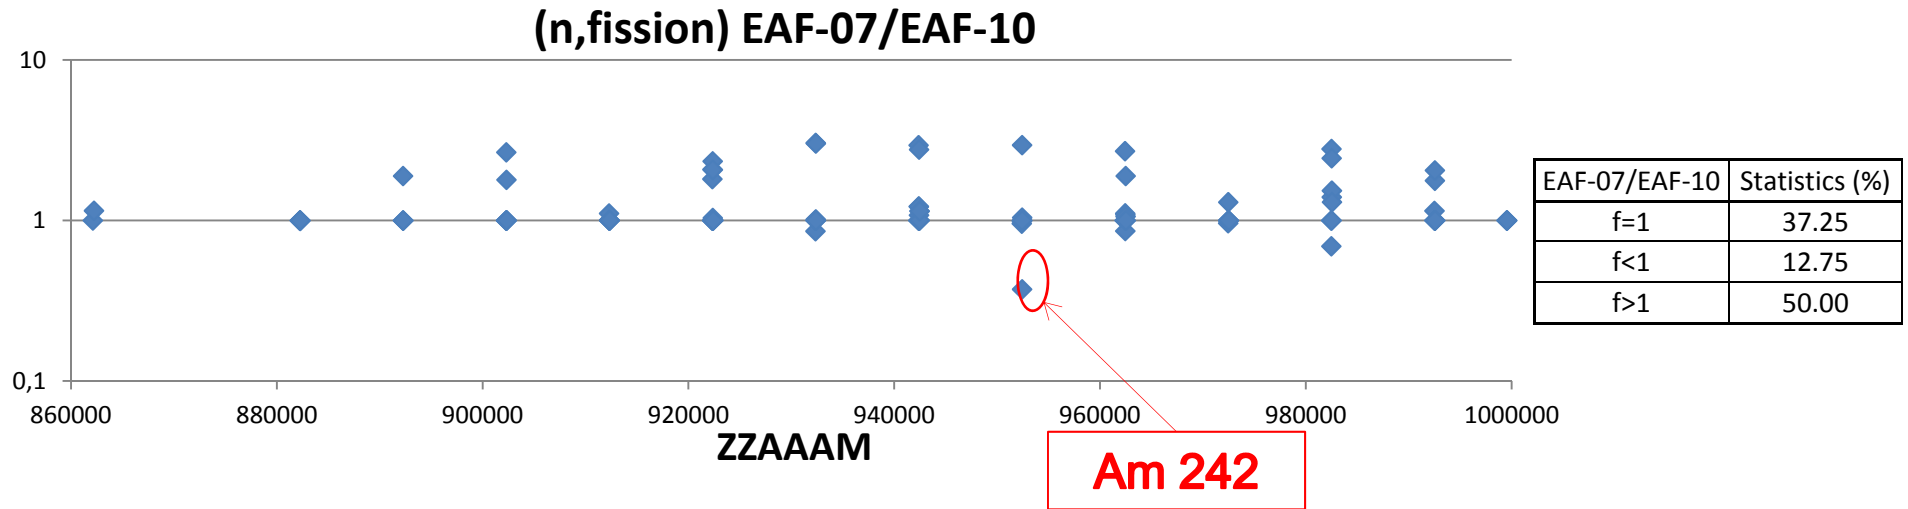 (n,fission) EAF-07/EAF-10
10
1
0,1
860000 880000 900000 920000 940000 960000 980000 1000000
ZZAAAM
Am 242
EAF-07/EAF-10 Statistics (%)
f=1 37.25
f<1 12.75
f>1 50.00